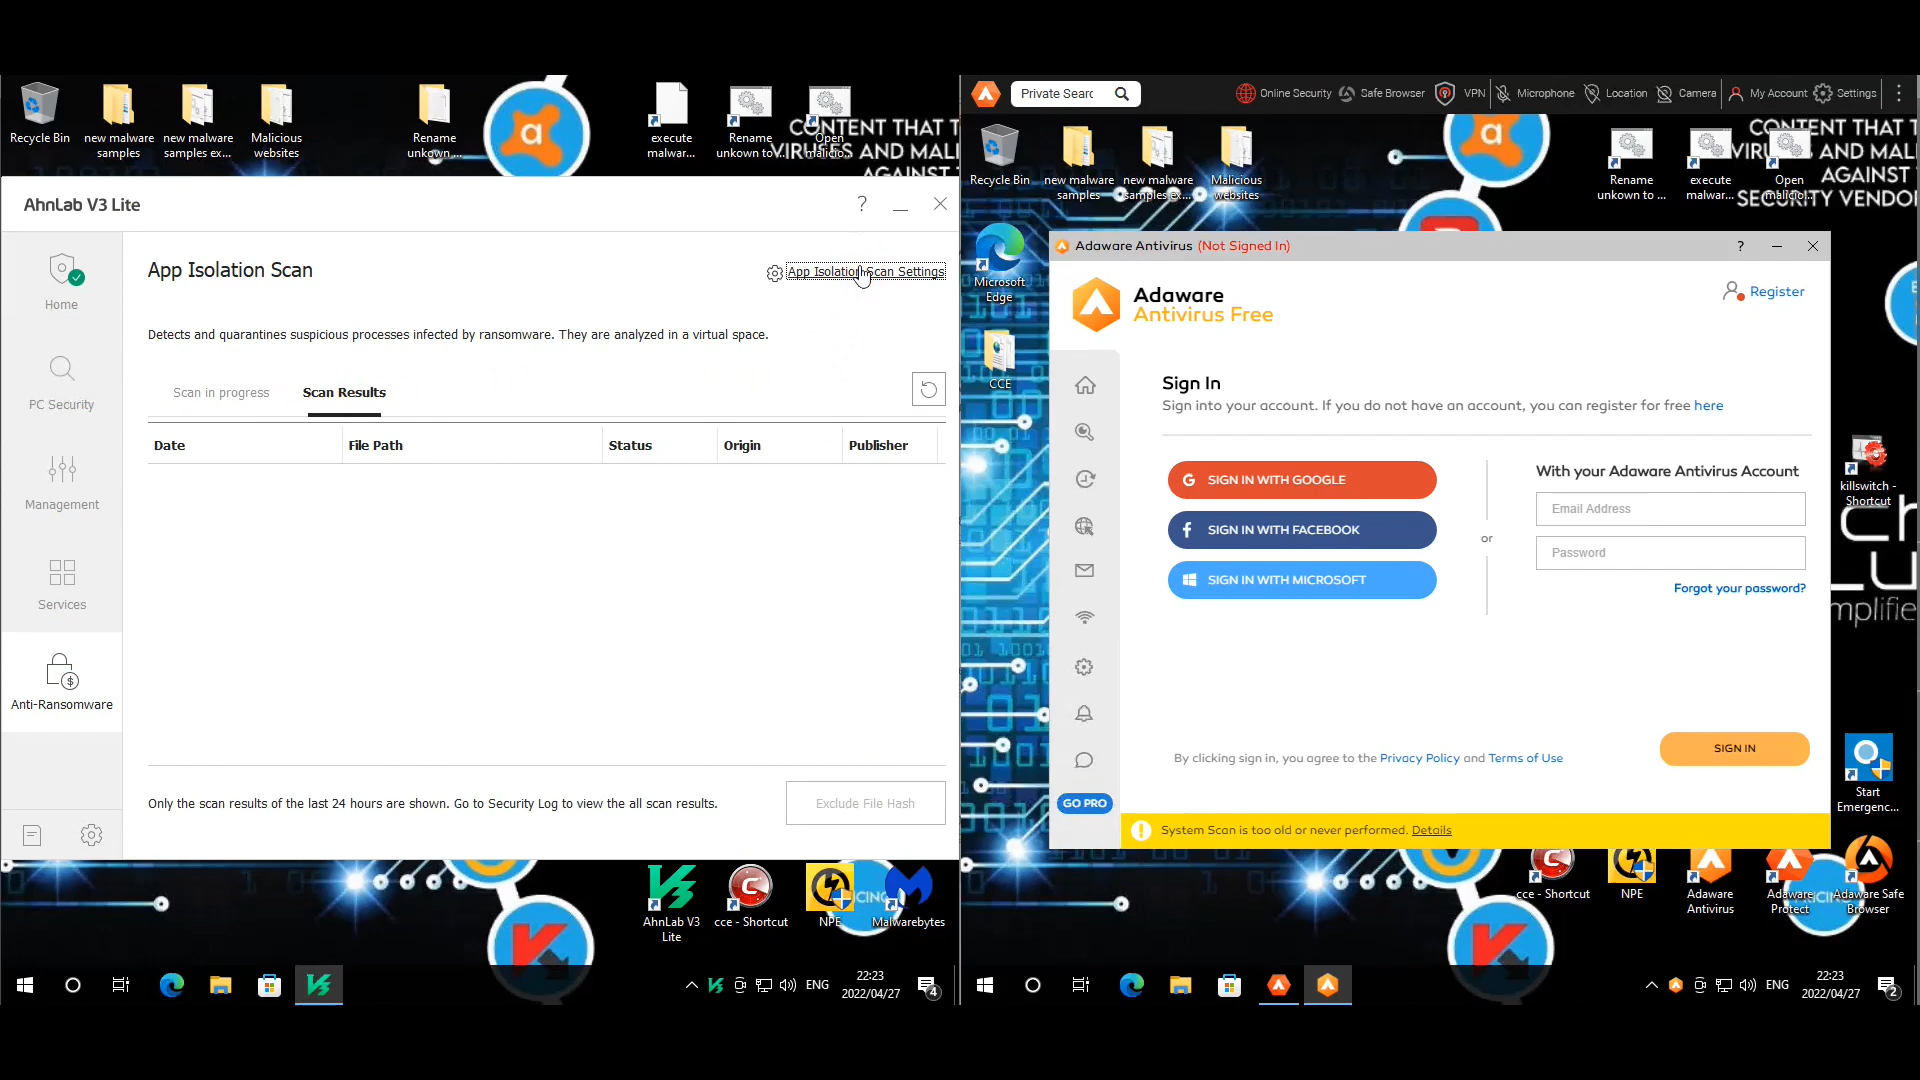 Recycle Bin
new malware
samples
new malware
samples ex...
Malicious
websites
Rename
unkown ...
execute
malwar...
Rename
unkown to ...
Open
malicio...
CONTENT THAT T
VIRUSES AND MALI
AGAINST
AhnLab V3 Lite
?
Home
PC Security
Management
Services
Anti-Ransomware
App Isolation Scan
App Isolation Scan Settings
Detects and quarantines suspicious processes infected by ransomware. They are analyzed in a virtual space.
Scan in progress
Scan Results
Date
File Path
Status
Origin
Publisher
Only the scan results of the last 24 hours are shown. Go to Security Log to view the all scan results.
Exclude File Hash
AhnLab V3
Lite
cce - Shortcut
NPE
Malwarebytes
ENG
22:23
2022/04/27
4
Private Searc
Online Security
Safe Browser
VPN
Microphone
Location
Camera
My Account
Settings
Recycle Bin
new malware
samples
new malware
samples ex...
Malicious
websites
Rename
unkown to ...
execute
malwar...
Open
malicio...
CONTENT THAT T
AND MALI
AGAINST
SECURITY VENDO
Microsoft
Edge
CCE
killswitch -
Shortcut
mplifie
Start
Emergenc...
Adaware Antivirus (Not Signed In)
?
Adaware
Antivirus Free
Register
Sign In
Sign into your account. If you do not have an account, you can register for free here
SIGN IN WITH GOOGLE
SIGN IN WITH FACEBOOK
SIGN IN WITH MICROSOFT
or
With your Adaware Antivirus Account
Email Address
Password
Forgot your password?
By clicking sign in, you agree to the Privacy Policy and Terms of Use
SIGN IN
GO PRO
System Scan is too old or never performed. Details
cce - Shortcut
NPE
Adaware
Antivirus
Adaware
Protect
Adaware Safe
Browser
ENG
22:23
2022/04/27
2